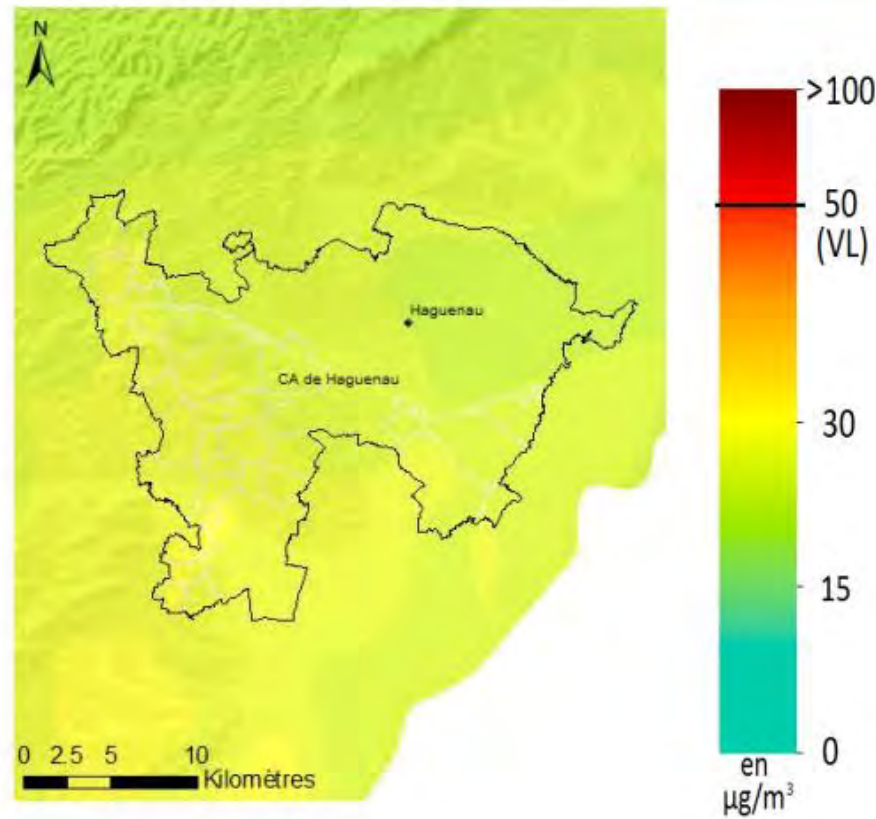 N
Haguenau
CA de Haguenau
0 2.5 5 10
Kilomètres
>100
50
(VL)
30
15
0
en
µg/m³